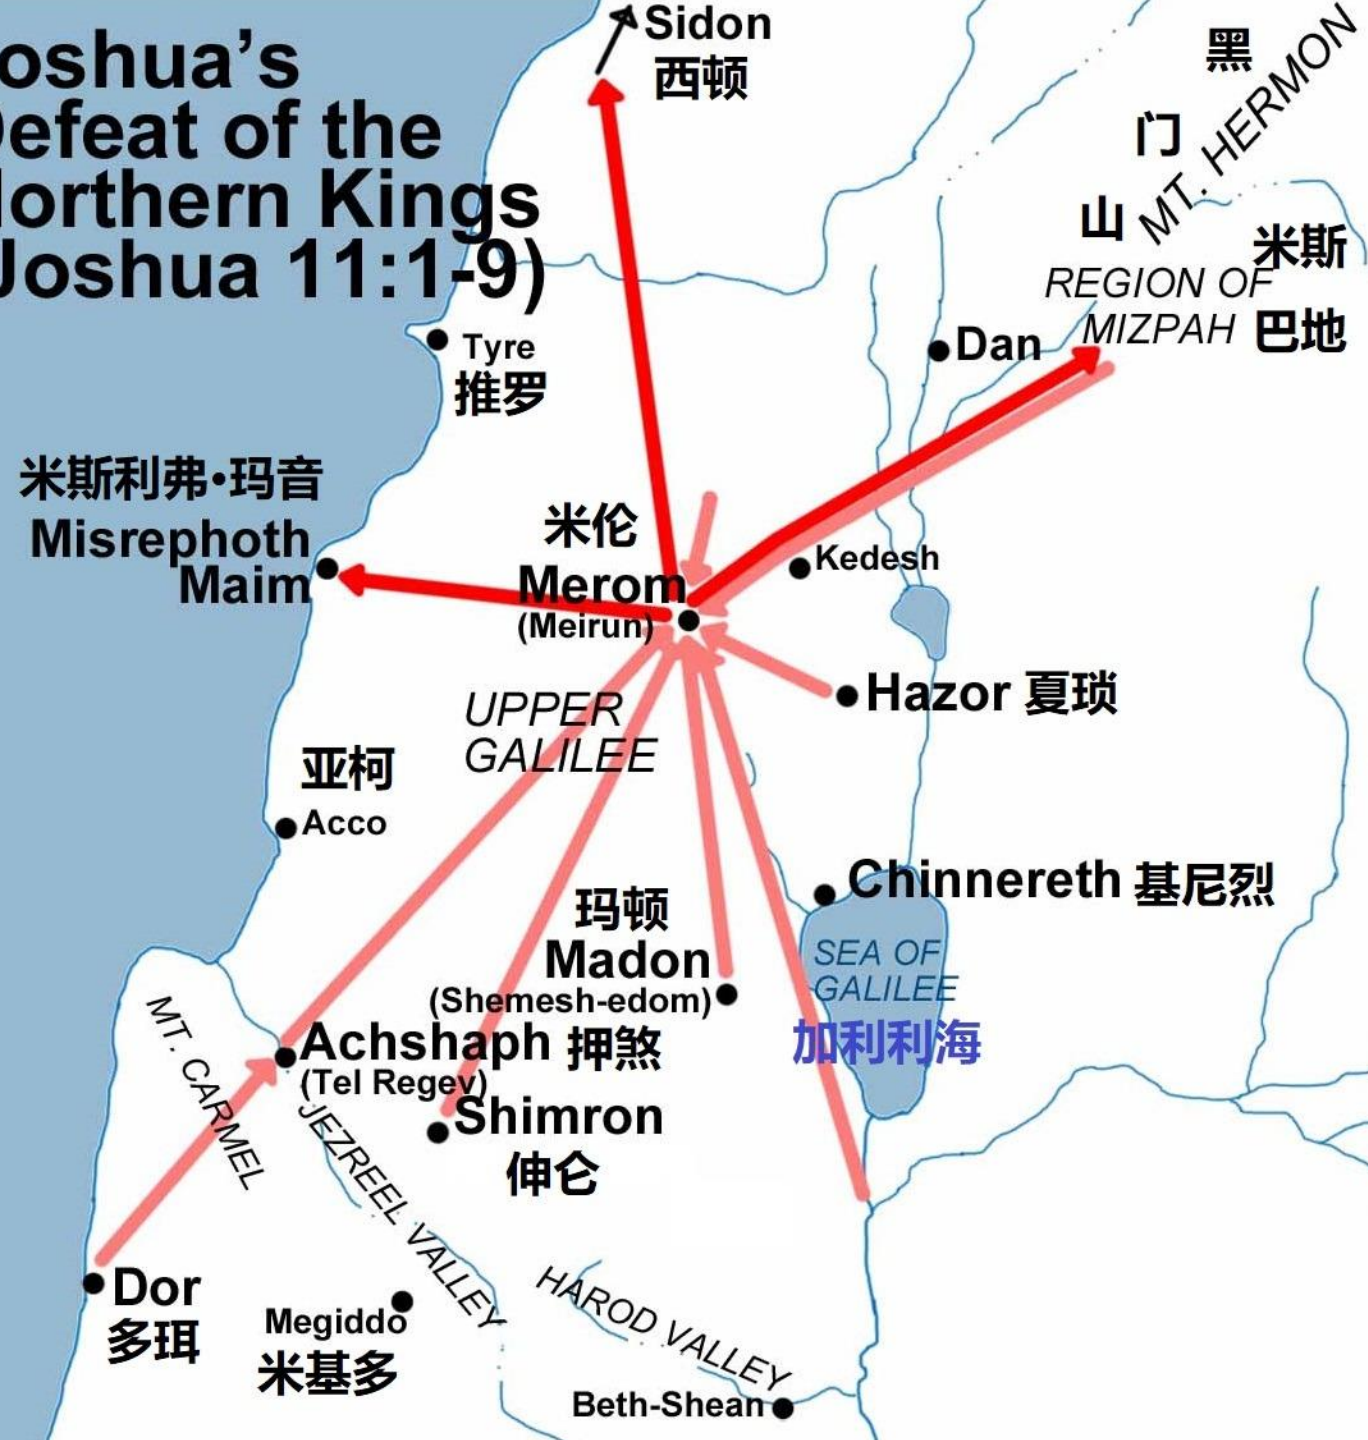 oshua’s
efeat of the
orthern Kings
Joshua 11:1-9)
Sidon
西顿
黑
门
山
MT. HERMON
米斯
巴地
REGION OF
MIZPAH
Dan
Tyre
推罗
米斯利弗•玛音
Misrephoth
Maim
米伦
Merom
(Meirun)
Kedesh
Hazor 夏琐
UPPER
GALILEE
亚柯
Acco
Chinnereth 基尼烈
玛顿
Madon
(Shemesh-edom)
SEA OF
GALILEE
加利利海
Achshaph 押煞
(Tel Regev)
MT. CARMEL
Shimron
伸仑
JEZREEL VALLEY
Dor
多珥
Megiddo
米基多
HAROD VALLEY
Beth-Shean